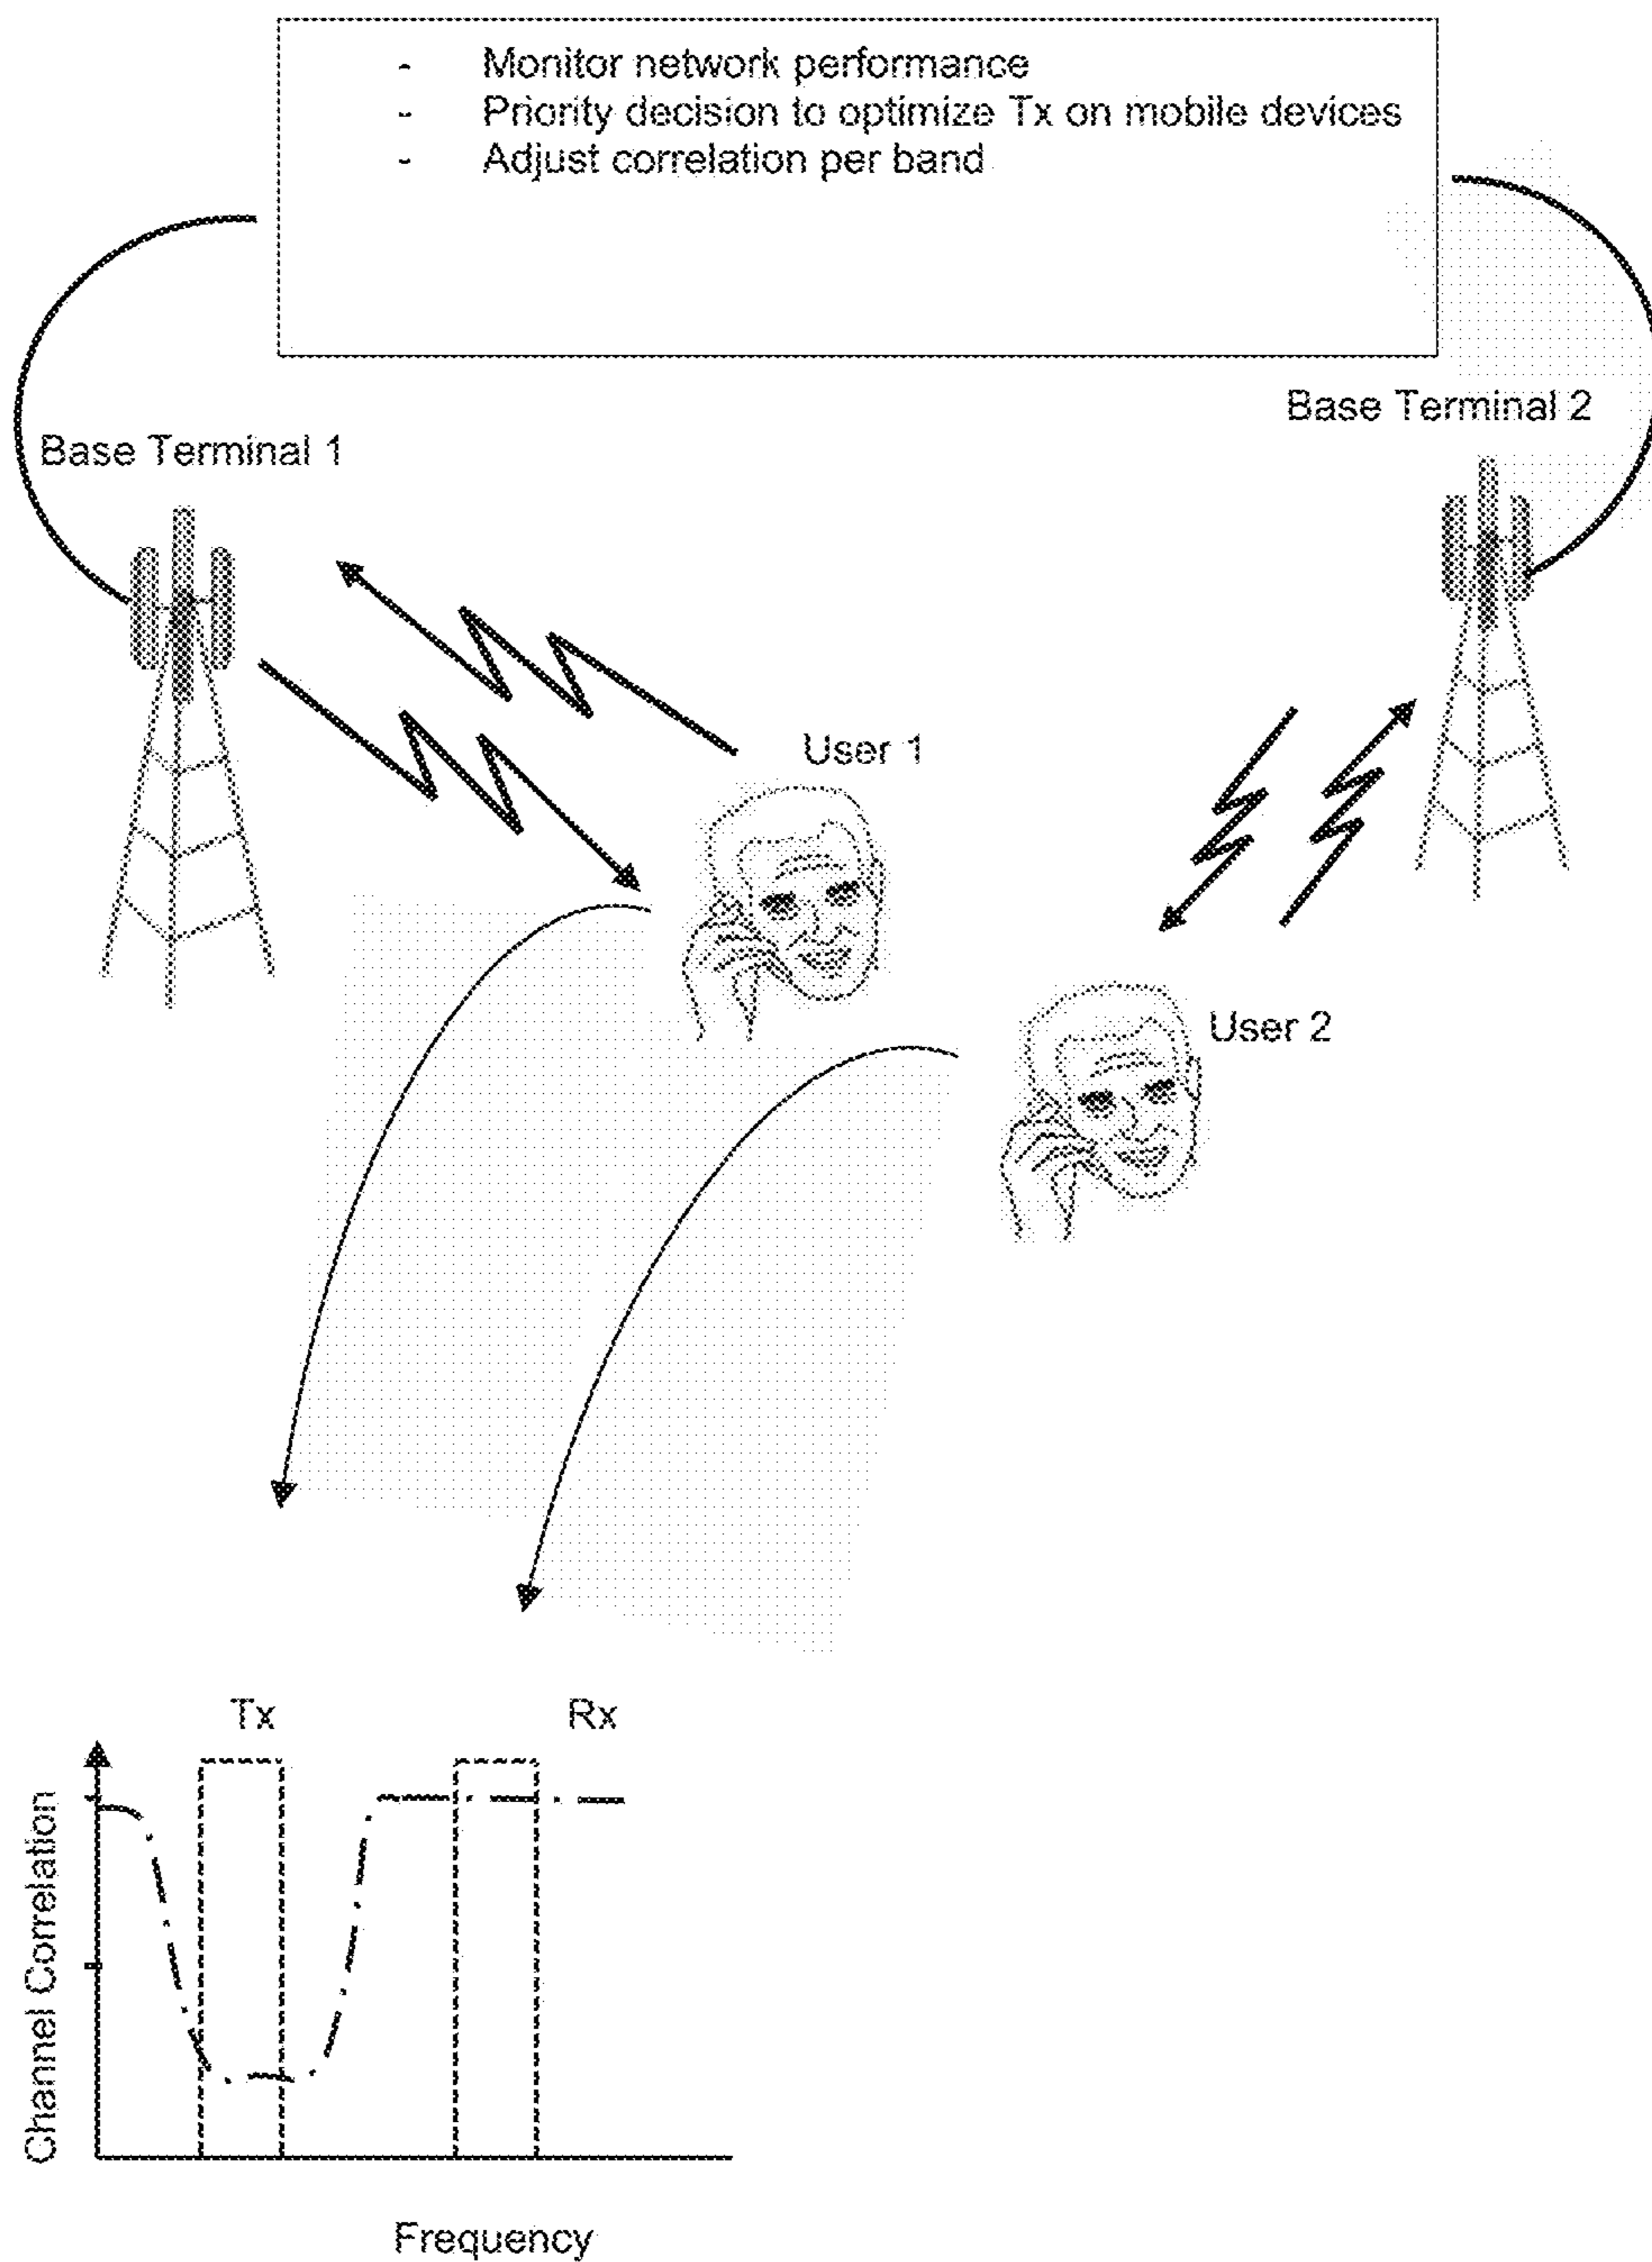 - Monitor network performance
- Priority decision to optimize Tx on mobile devices
- Adjust correlation per band
Base Terminal 2
Base Terminal 1
User 1
User 2
Tx Rx
Channel Correlation
Frequency